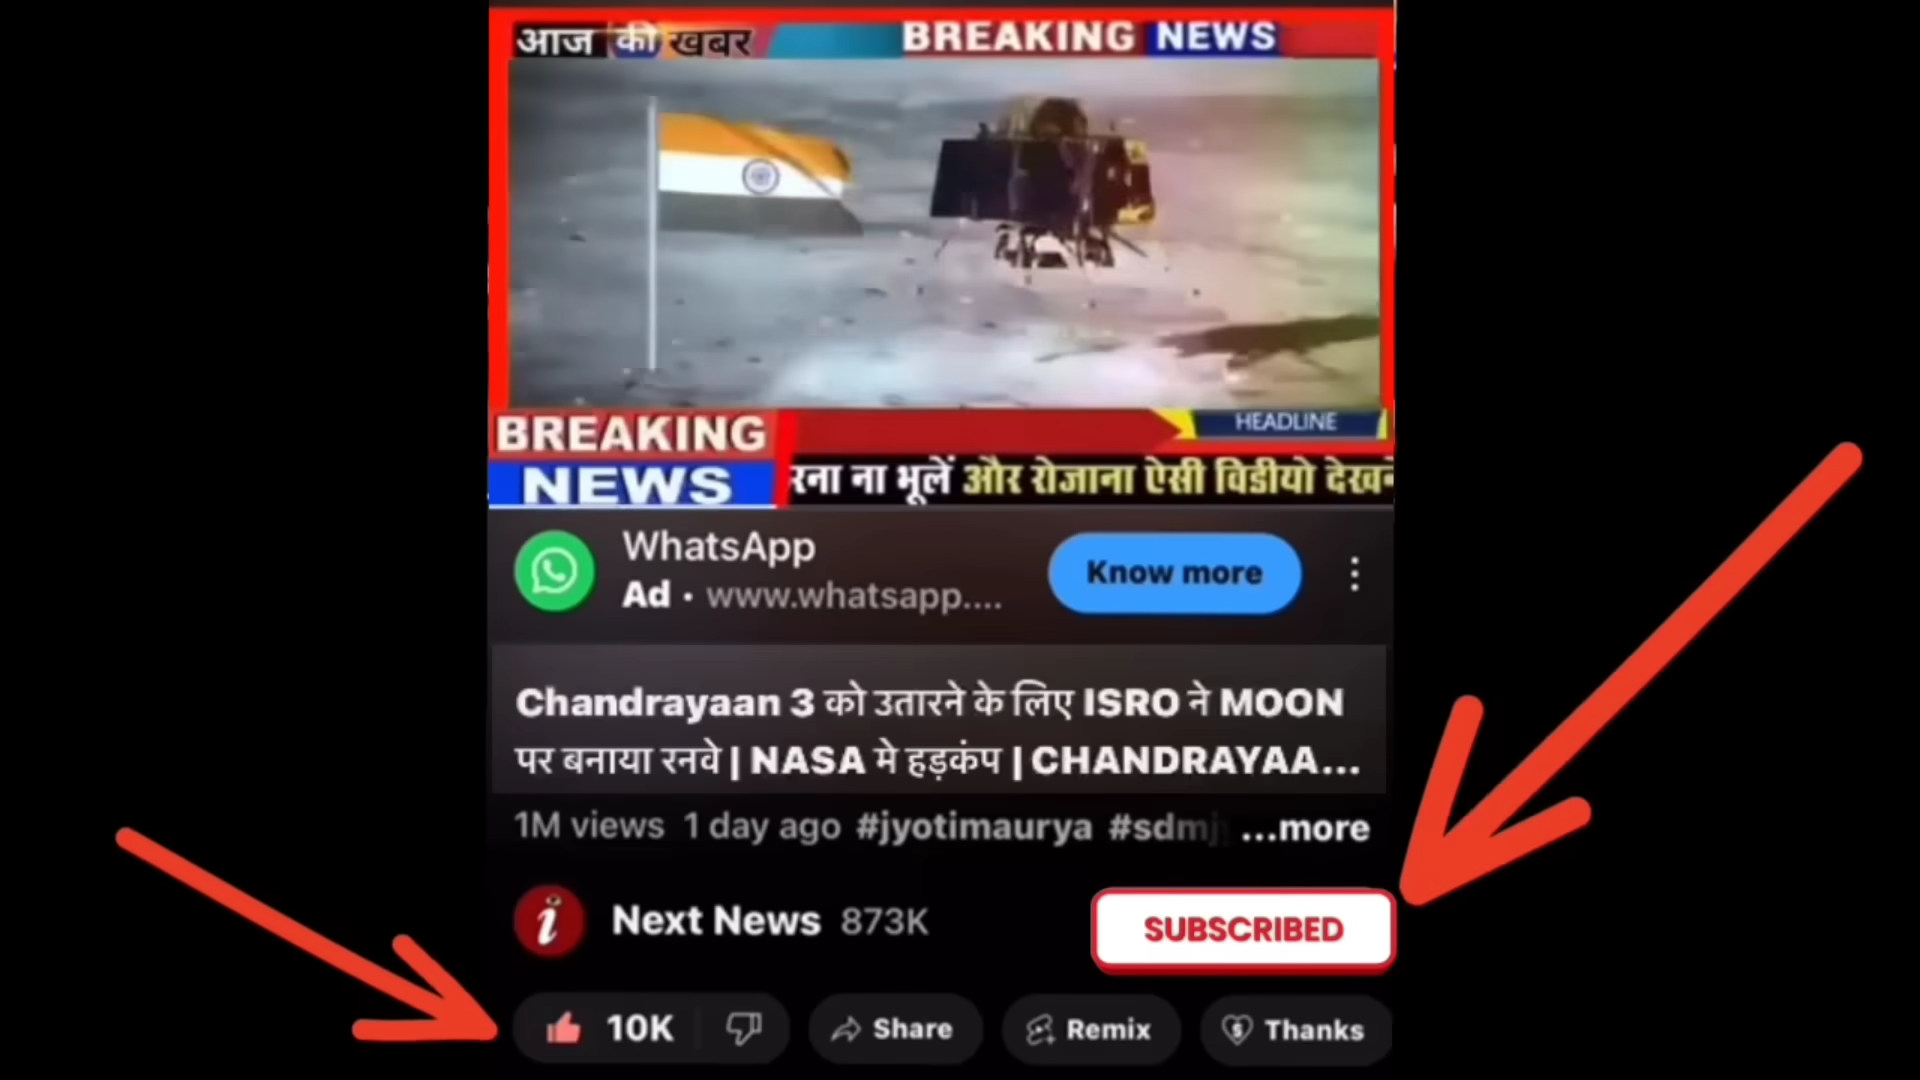 आज की खबर BREAKING NEWS
BREAKING
NEWS
HEADLINE
रना ना भूलें और रोजाना ऐसी विडीयो देखने
WhatsApp
Ad • www.whatsapp....
Know more
Chandrayaan 3 को उतारने के लिए ISRO ने MOON
पर बनाया रनवे | NASA मे हड़कंप | CHANDRAYAA...
1M views 1 day ago #jyotimaurya #sdmj ...more
Next News 873K
SUBSCRIBED
10K Share Remix Thanks